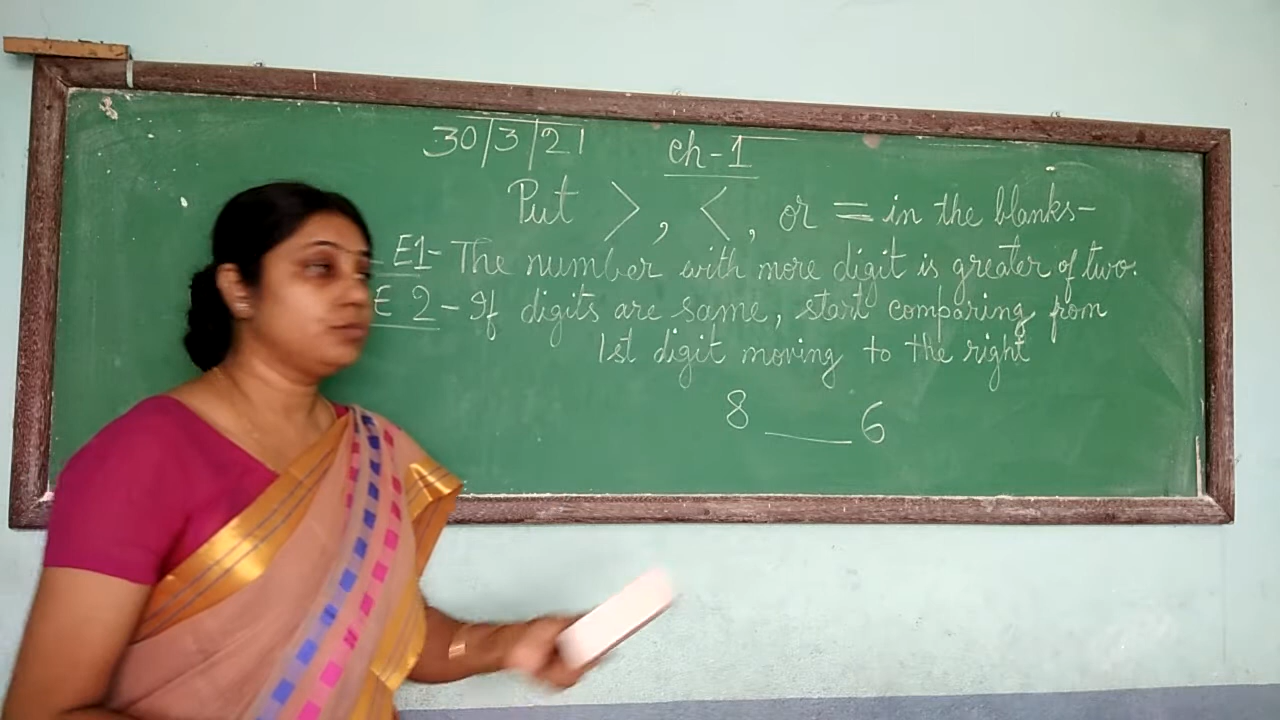 30/3/21 ch-1
Put >, <, or = in the blanks-
E1- The number with more digit is greater of two.
E 2 - If digits are same, start comparing from
1st digit moving to the right
8 ___ 6